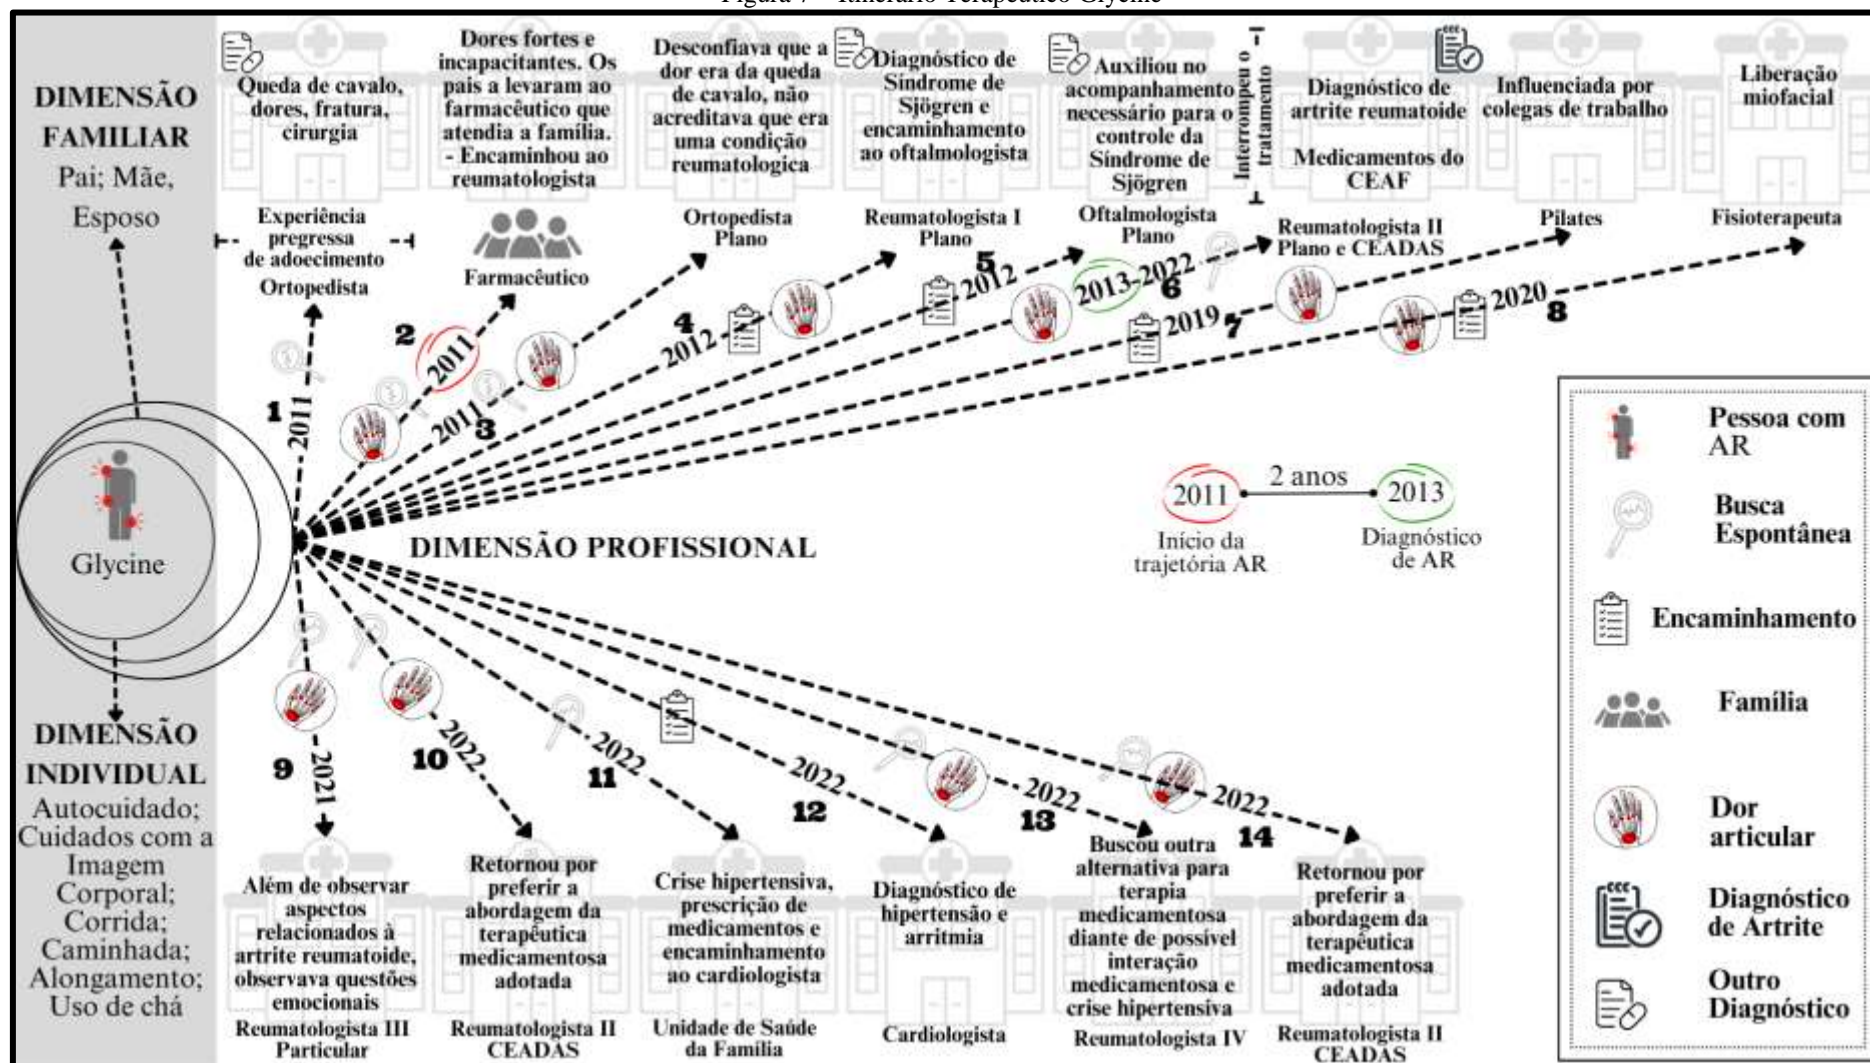 Figura 7 – Itinerário Terapêutico Glycine
DIMENSÃO
FAMILIAR
Pai; Mãe,
Esposo
Glycine
DIMENSÃO
INDIVIDUAL
Autocuidado;
Cuidados com a
Imagem
Corporal;
Corrida;
Caminhada;
Alongamento;
Uso de chá
Queda de cavalo,
dores, fratura,
cirurgia
Experiência
pregressa
de adoecimento
Ortopedista
1
2011
Dores fortes e
incapacitantes. Os
pais a levaram ao
farmacêutico que
atendia a família.
- Encaminhou ao
reumatologista
Farmacêutico
2
2011
Desconfiava que a
dor era da queda
de cavalo, não
acreditava que era
uma condição
reumatologica
Ortopedista
Plano
2011
3
Diagnóstico de
Síndrome de
Sjögren e
encaminhamento
ao oftalmologista
Reumatologista I
Plano
4
2012
Auxiliou no
acompanhamento
necessário para o
controle da
Síndrome de
Sjögren
Oftalmologista
Plano
5
2012
Interrompeu o
tratamento
Diagnóstico de
artrite reumatoide
Medicamentos do
CEAF
Reumatologista II
Plano e CEADAS
2013-2022
6
Influenciada por
colegas de trabalho
Pilates
2019
7
Liberação
miofacial
Fisioterapeuta
2020
8
DIMENSÃO PROFISSIONAL
2011
2 anos
2013
Início da
trajetória AR
Diagnóstico
de AR
9
2021
Além de observar
aspectos
relacionados à
artrite reumatoide,
observava questões
emocionais
Reumatologista III
Particular
10
2022
Retornou por
preferir a
abordagem da
terapêutica
medicamentosa
adotada
Reumatologista II
CEADAS
11
2022
Crise hipertensiva,
prescrição de
medicamentos e
encaminhamento
ao cardiologista
Unidade de Saúde
da Família
12
2022
Diagnóstico de
hipertensão e
arritmia
Cardiologista
13
2022
Buscou outra
alternativa para
terapia
medicamentosa
diante de possível
interação
medicamentosa e
crise hipertensiva
Reumatologista IV
14
2022
Retornou por
preferir a
abordagem da
terapêutica
medicamentosa
adotada
Reumatologista II
CEADAS
Pessoa com
AR
Busca
Espontânea
Encaminhamento
Família
Dor
articular
Diagnóstico
de Artrite
Outro
Diagnóstico